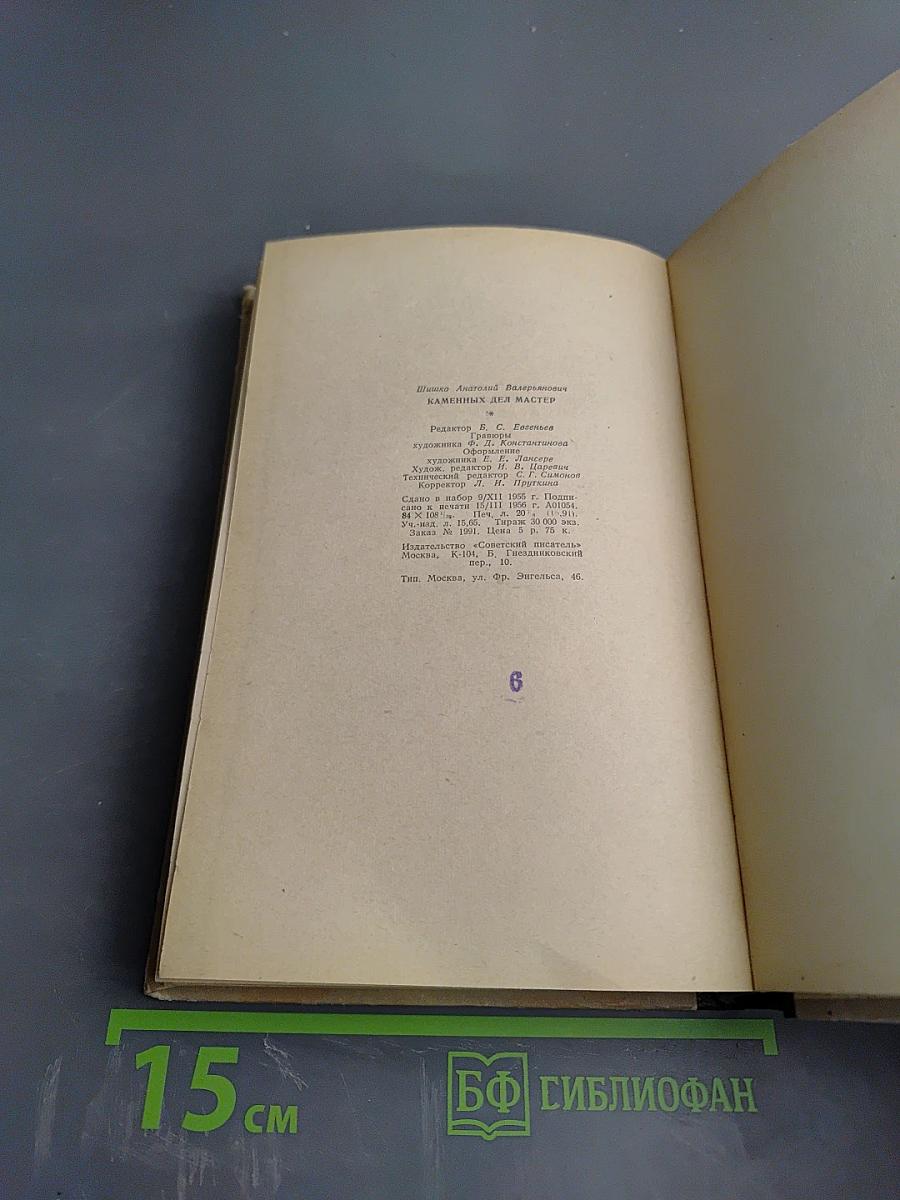 Шишко Анатолий Валерьянович
КАМЕННЫХ ДЕЛ МАСТЕР
*
Редактор Б. С. Евгеньев
Гравюры
художника Ф. Д. Константинова
Оформление
художника Е. Е. Лансере
Худож. редактор И. В. Царевич
Технический редактор С. Г. Симонов
Корректор Л. И. Пруткина
Сдано в набор 9/XII 1955 г. Подпи-
сано к печати 15/III 1956 г. А01054.
84 × 108 Печ. л. 20
Уч.-изд. л. 15,65. Тираж 30 000 экз.
Заказ № 1991. Цена 5 р. 75 к.
Издательство «Советский писатель»
Москва, К-104, Б. Гнездниковский
пер., 10.
Тип. Москва, ул. Фр. Энгельса, 46.
6
15 СМ
БФ БИБЛИОФАН